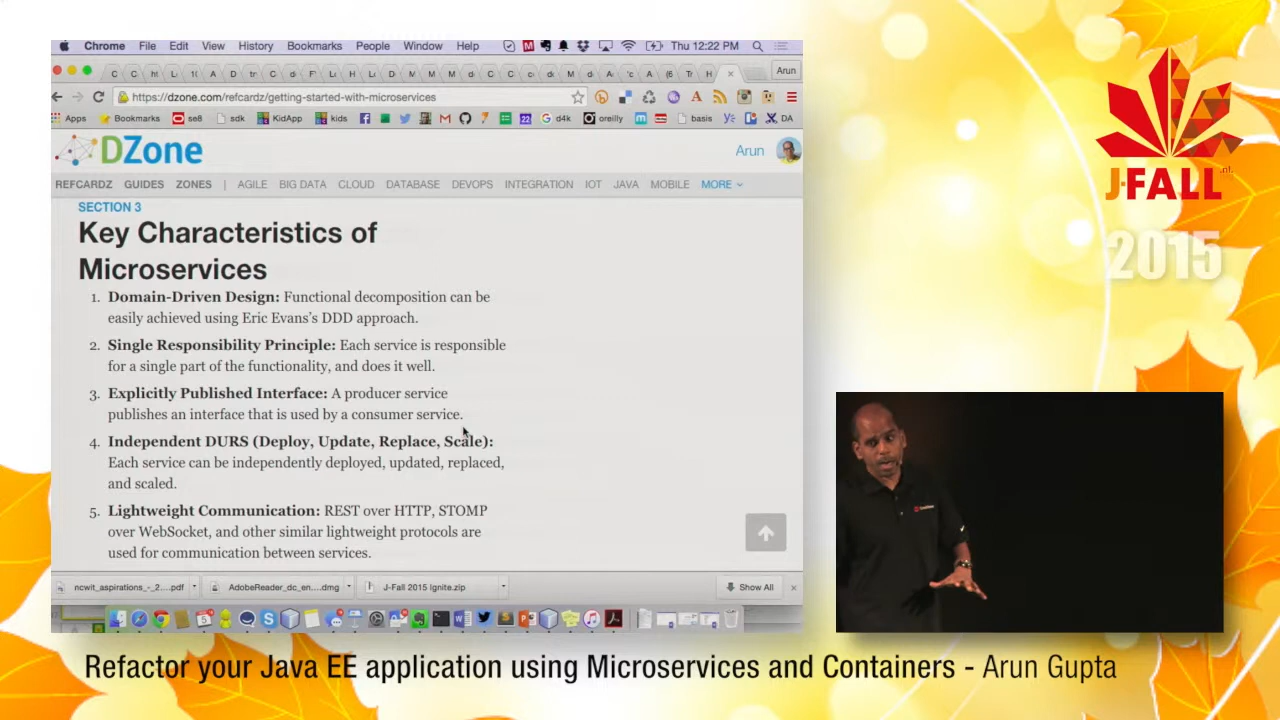 Chrome File Edit View History Bookmarks People Window Help Thu 12:22 PM
Arun
https://dzone.com/refcardz/getting-started-with-microservices
Apps Bookmarks se8 sdk KidApp kids 22 d4k oreilly basis DA
DZone
Arun
REFCARDZ GUIDES ZONES | AGILE BIG DATA CLOUD DATABASE DEVOPS INTEGRATION IOT JAVA MOBILE MORE
SECTION 3
Key Characteristics of
Microservices
1. Domain-Driven Design: Functional decomposition can be
easily achieved using Eric Evans's DDD approach.
2. Single Responsibility Principle: Each service is responsible
for a single part of the functionality, and does it well.
3. Explicitly Published Interface: A producer service
publishes an interface that is used by a consumer service.
4. Independent DURS (Deploy, Update, Replace, Scale):
Each service can be independently deployed, updated, replaced,
and scaled.
5. Lightweight Communication: REST over HTTP, STOMP
over WebSocket, and other similar lightweight protocols are
used for communication between services.
ncwit_aspirations_-_2....pdf AdobeReader_dc_en....dmg J-Fall 2015 Ignite.zip Show All
J-FALL.nl
2015
Refactor your Java EE application using Microservices and Containers - Arun Gupta